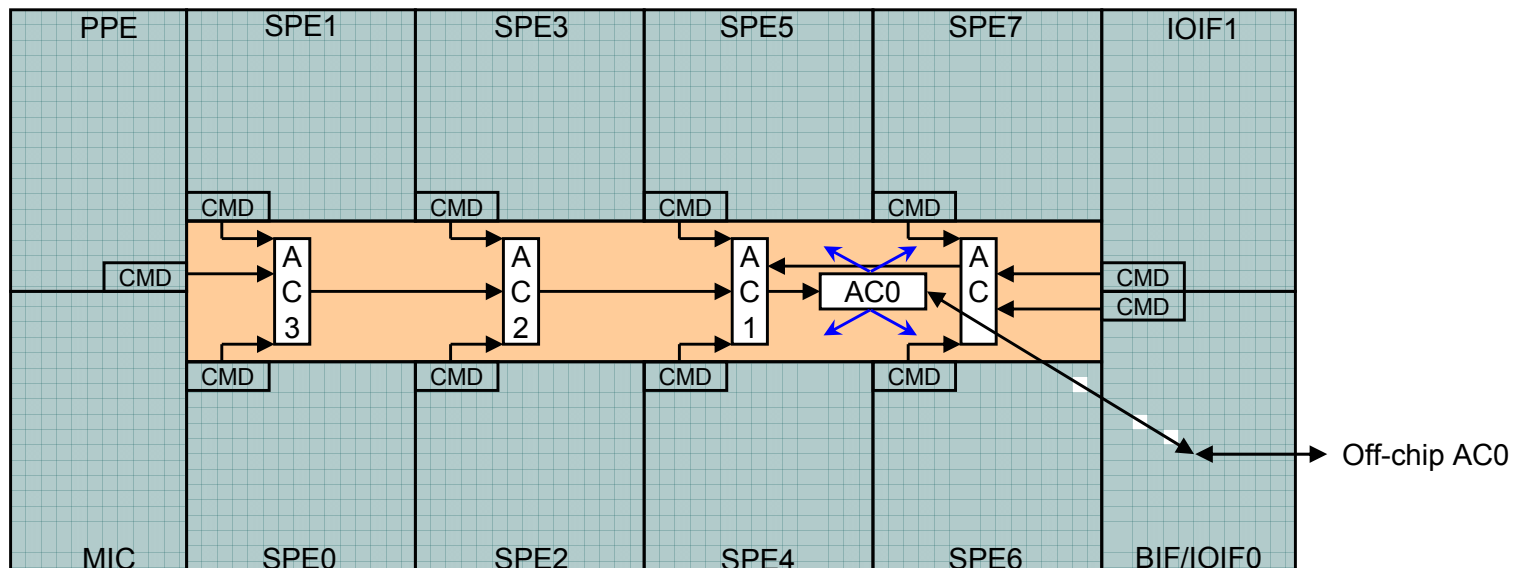 PPE SPE1 SPE3 SPE5 SPE7 IOIF1
CMD CMD CMD CMD
A A A A
CMD C C C AC0 C CMD
3 2 1 CMD
CMD CMD CMD CMD
Off-chip AC0
MIC SPE0 SPE2 SPE4 SPE6 BIF/IOIF0